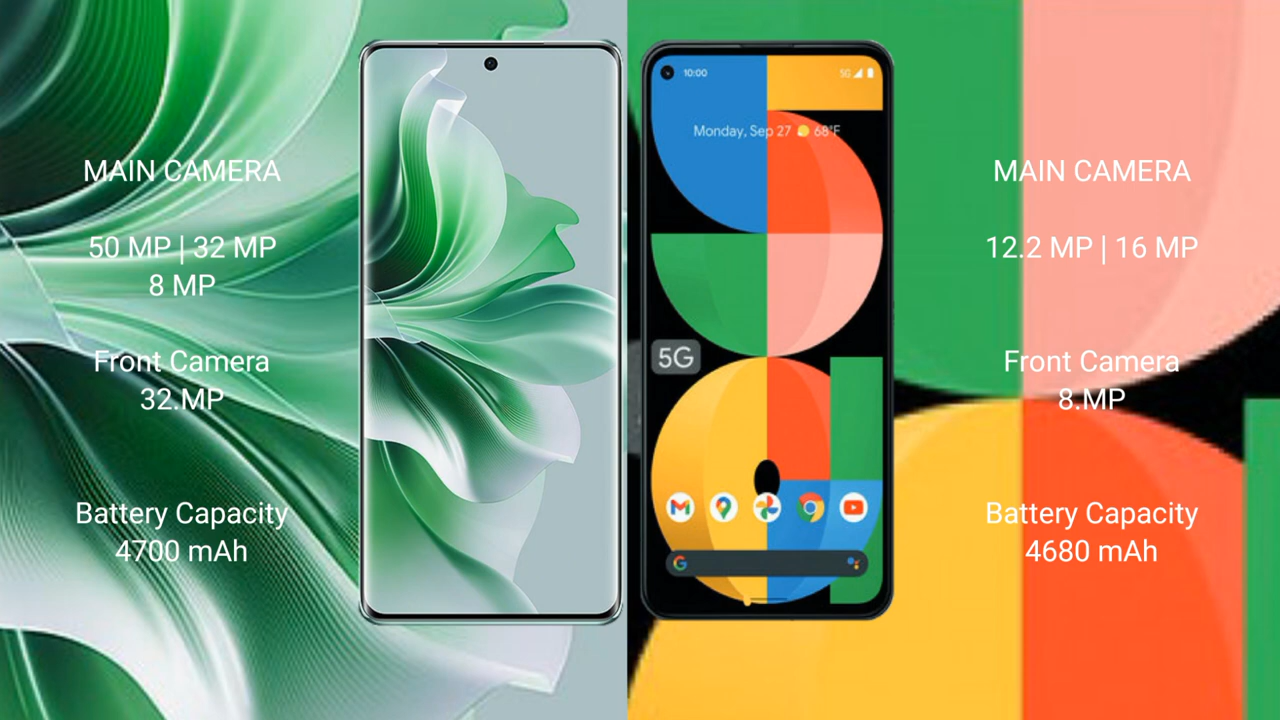 MAIN CAMERA
50 MP | 32 MP
8 MP
Front Camera
32.MP
Battery Capacity
4700 mAh
10:00
5G
Monday, Sep 27 68°F
5G
G
MAIN CAMERA
12.2 MP | 16 MP
Front Camera
8.MP
Battery Capacity
4680 mAh